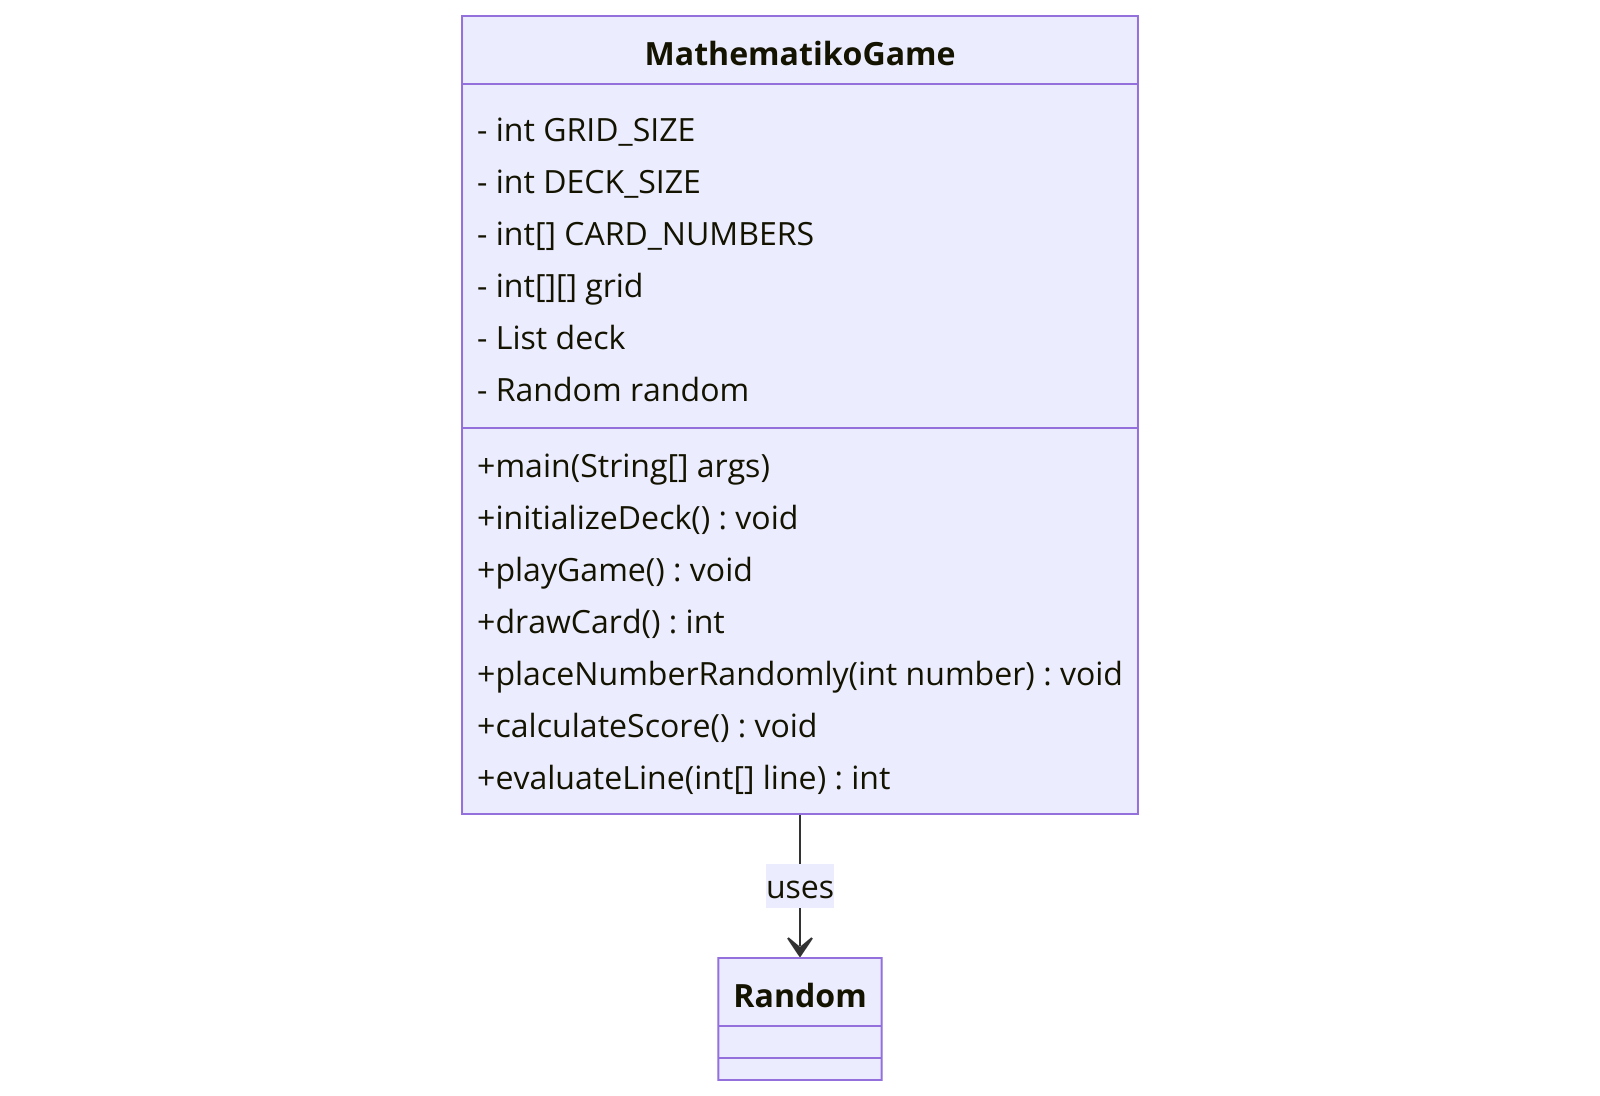 MathematikoGame
- int GRID_SIZE
- int DECK_SIZE
- int[] CARD_NUMBERS
- int[][] grid
- List deck
- Random random
+main(String[] args)
+initializeDeck() : void
+playGame() : void
+drawCard() : int
+placeNumberRandomly(int number) : void
+calculateScore() : void
+evaluateLine(int[] line) : int
uses
Random